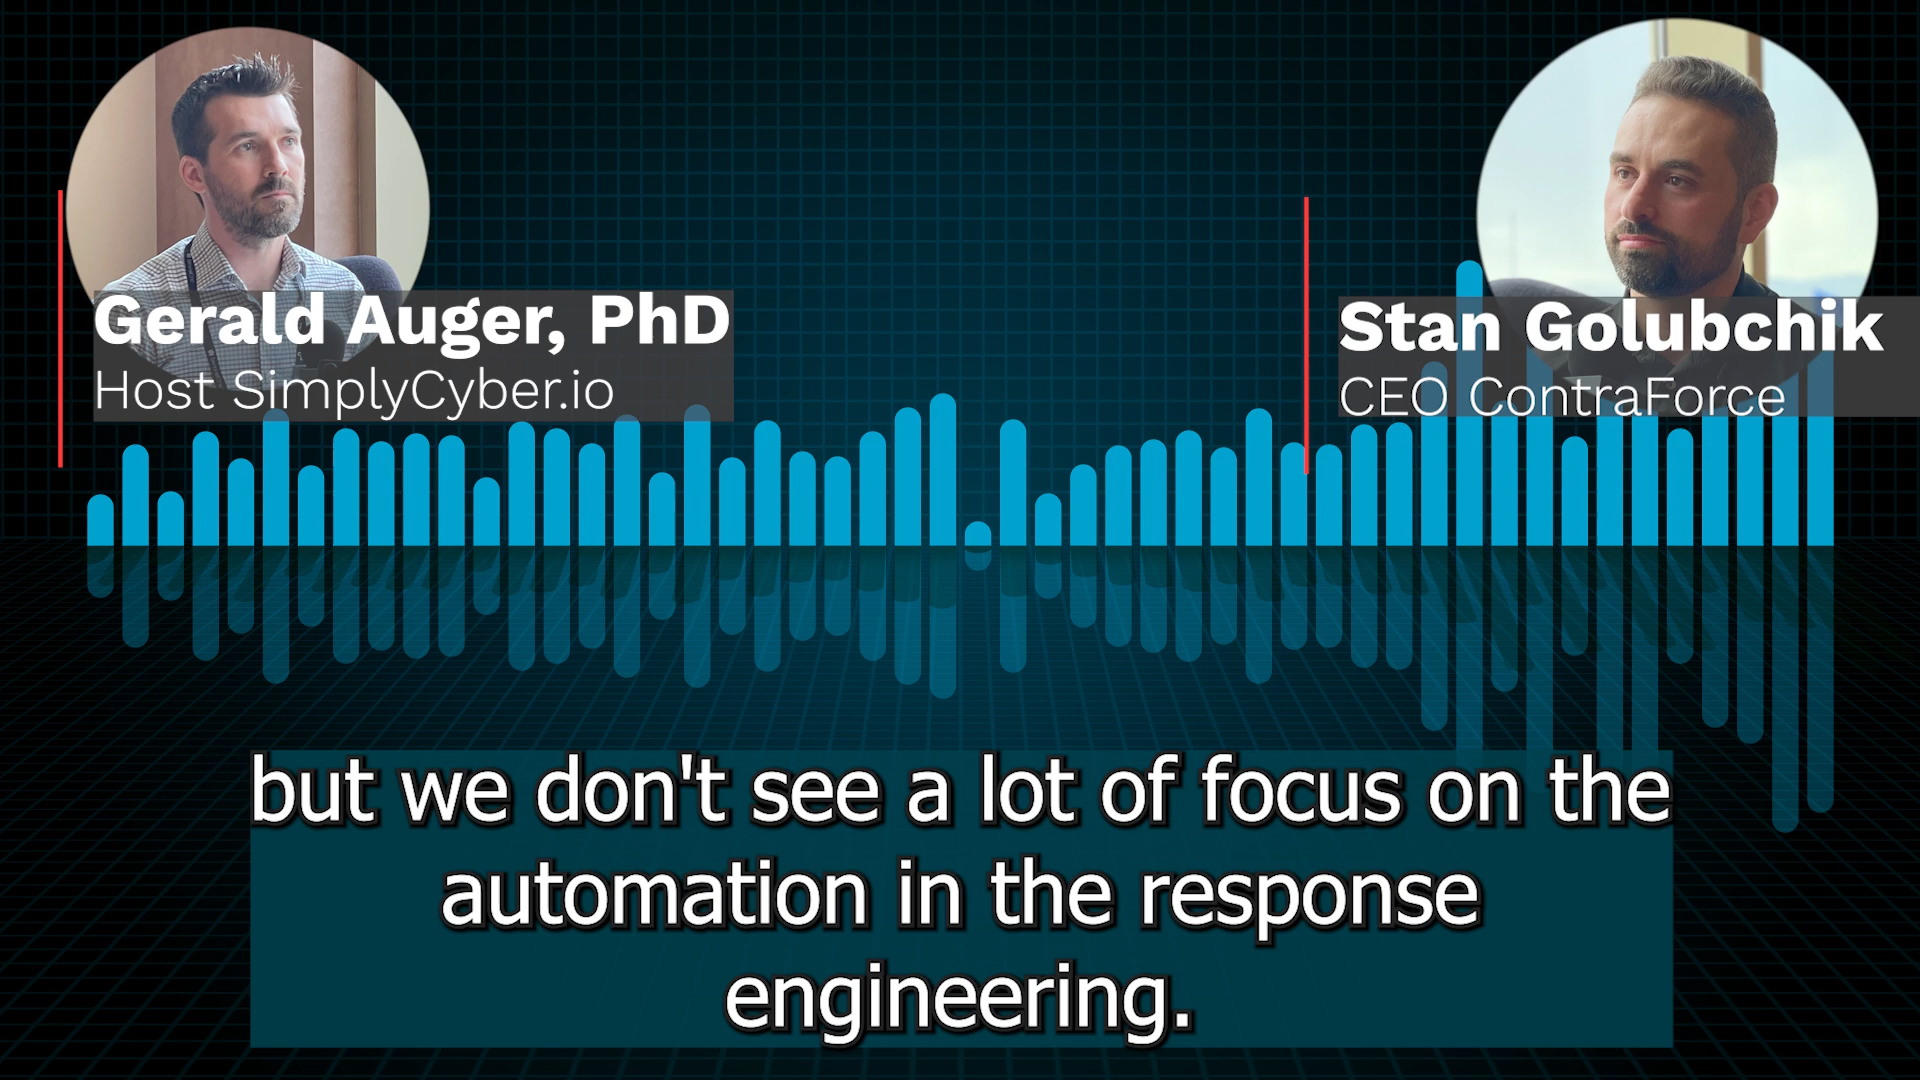 Gerald Auger, PhD
Host SimplyCyber.io
Stan Golubchik
CEO ContraForce
but we don't see a lot of focus on the
automation in the response
engineering.